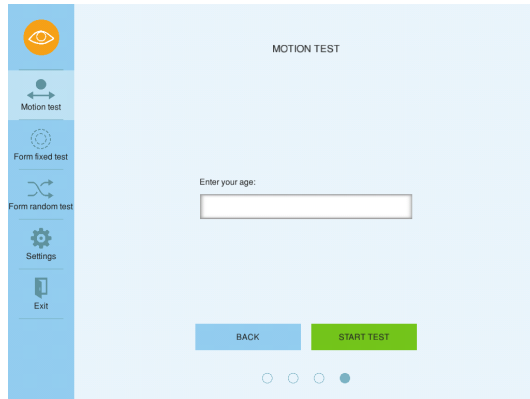 MOTION TEST
Motion test
Form fixed test
Form random test
Settings
Exit
Enter your age:
BACK
START TEST